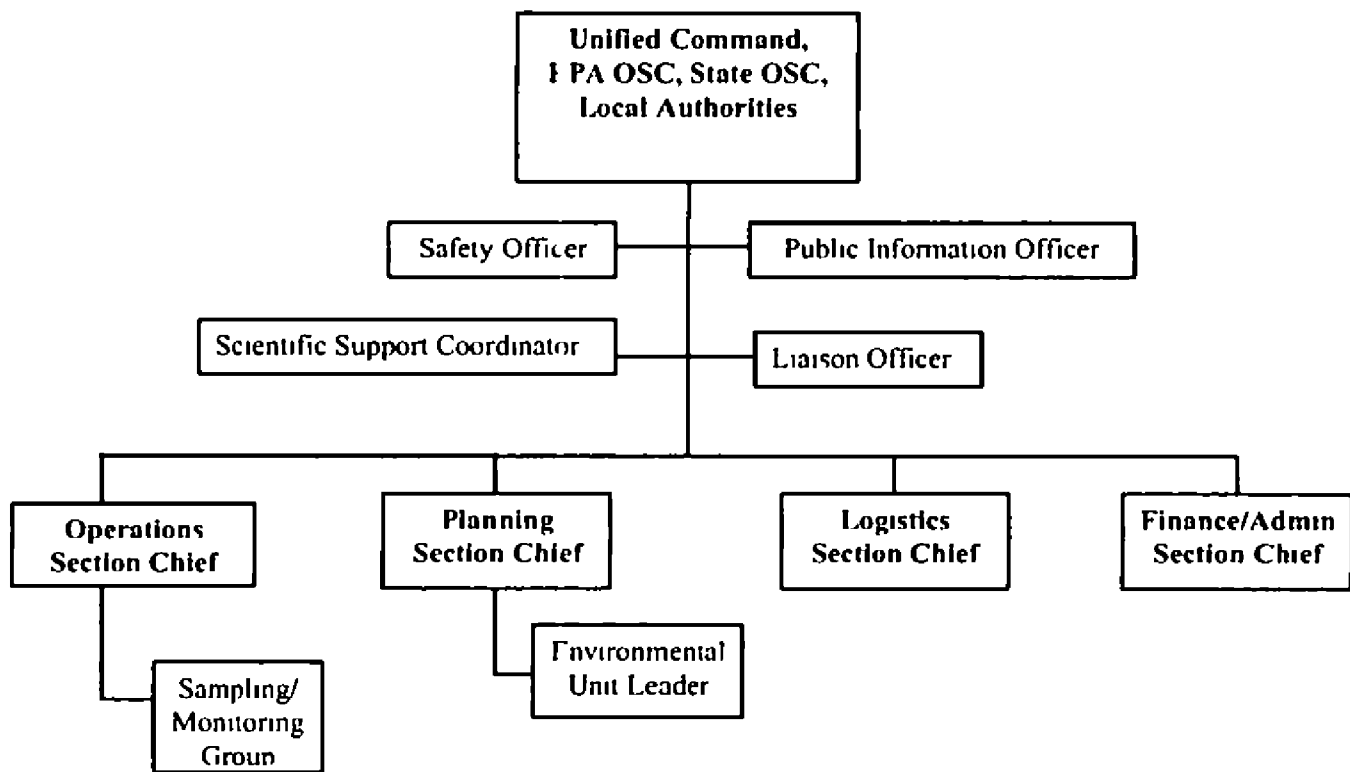 Unified Command,
EPA OSC, State OSC,
Local Authorities
Safety Officer
Public Information Officer
Scientific Support Coordinator
Liaison Officer
Operations
Section Chief
Planning
Section Chief
Logistics
Section Chief
Finance/Admin
Section Chief
Environmental
Unit Leader
Sampling/
Monitoring
Group